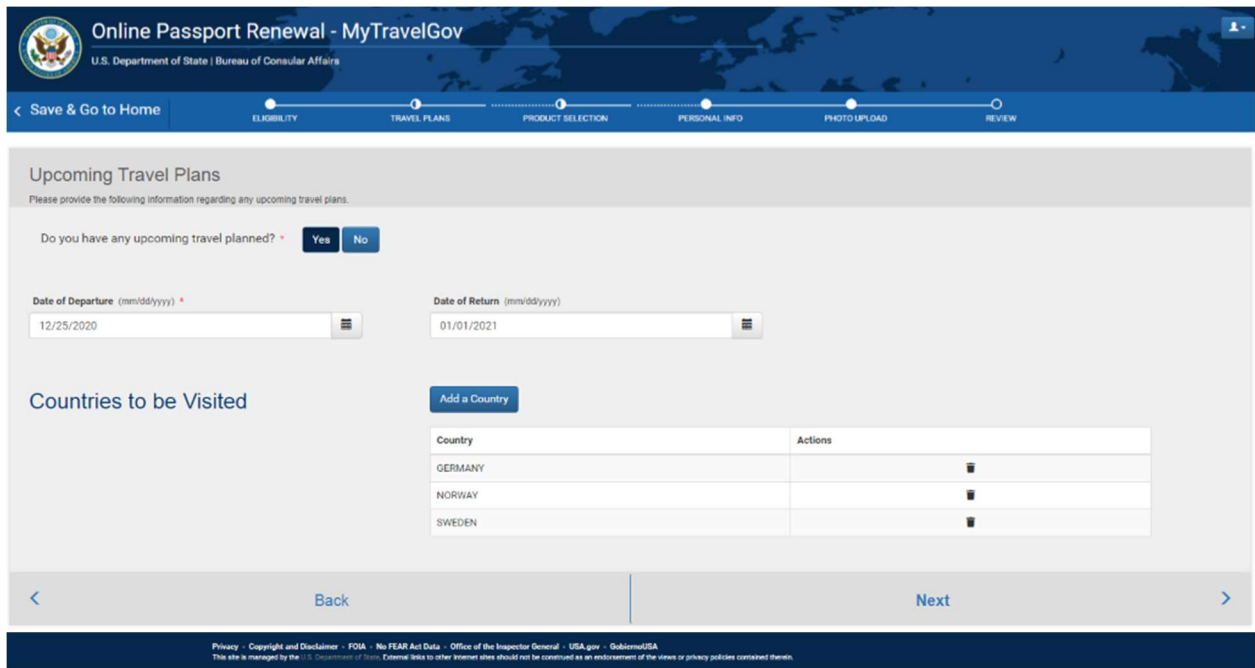 Online Passport Renewal - MyTravelGov
U.S. Department of State | Bureau of Consular Affairs
Save & Go to Home
ELIGIBILITY
TRAVEL PLANS
PRODUCT SELECTION
PERSONAL INFO
PHOTO UPLOAD
REVIEW
Upcoming Travel Plans
Please provide the following information regarding any upcoming travel plans.
Do you have any upcoming travel planned? * Yes No
Date of Departure (mm/dd/yyyy) *
12/25/2020
Date of Return (mm/dd/yyyy)
01/01/2021
Countries to be Visited
Add a Country
Country Actions
GERMANY
NORWAY
SWEDEN
Back
Next
Privacy - Copyright and Disclaimer - FOIA - No FEAR Act Data - Office of the Inspector General - USA.gov - GobiernoUSA
This site is managed by the U.S. Department of State. External links to other Internet sites should not be construed as an endorsement of the views or privacy policies contained therein.